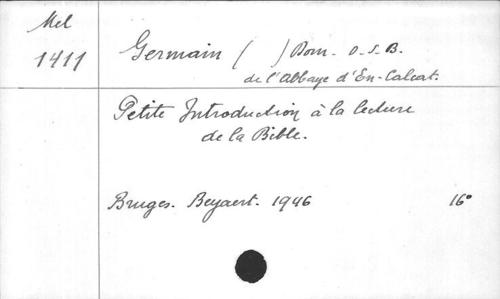 Mel
1411
Germain ( ) Dom. O.S.B.
de l'Abbaye d'En-Calcat.
Petite Introduction à la lecture
de la Bible.
Bruges. Beyaert. 1946
16°